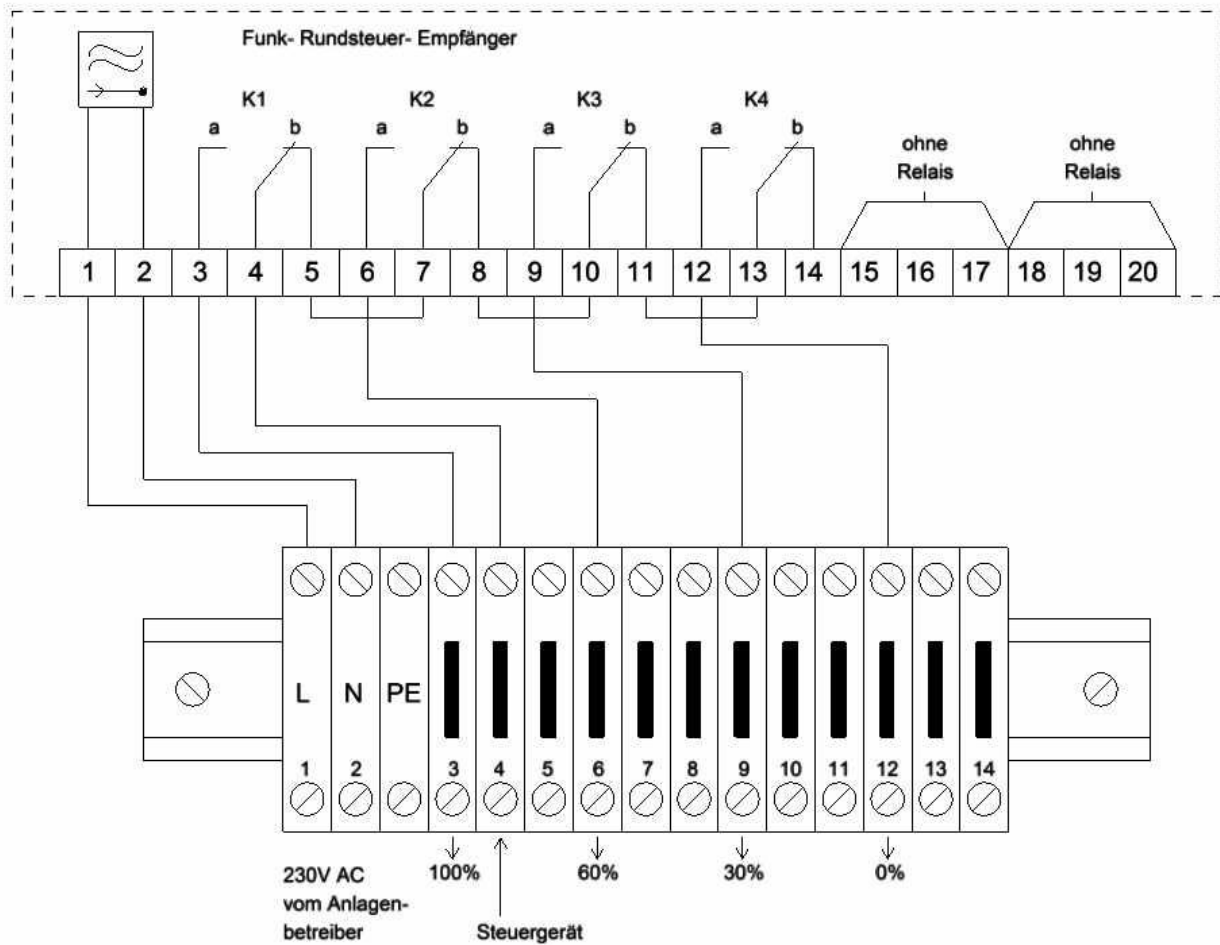 Funk- Rundsteuer- Empfänger
K1 K2 K3 K4
a b a b a b a b
ohne
Relais
ohne
Relais
1 2 3 4 5 6 7 8 9 10 11 12 13 14 15 16 17 18 19 20
L N PE
1 2 3 4 5 6 7 8 9 10 11 12 13 14
100% 60% 30% 0%
230V AC
vom Anlagen-
betreiber
Steuergerät